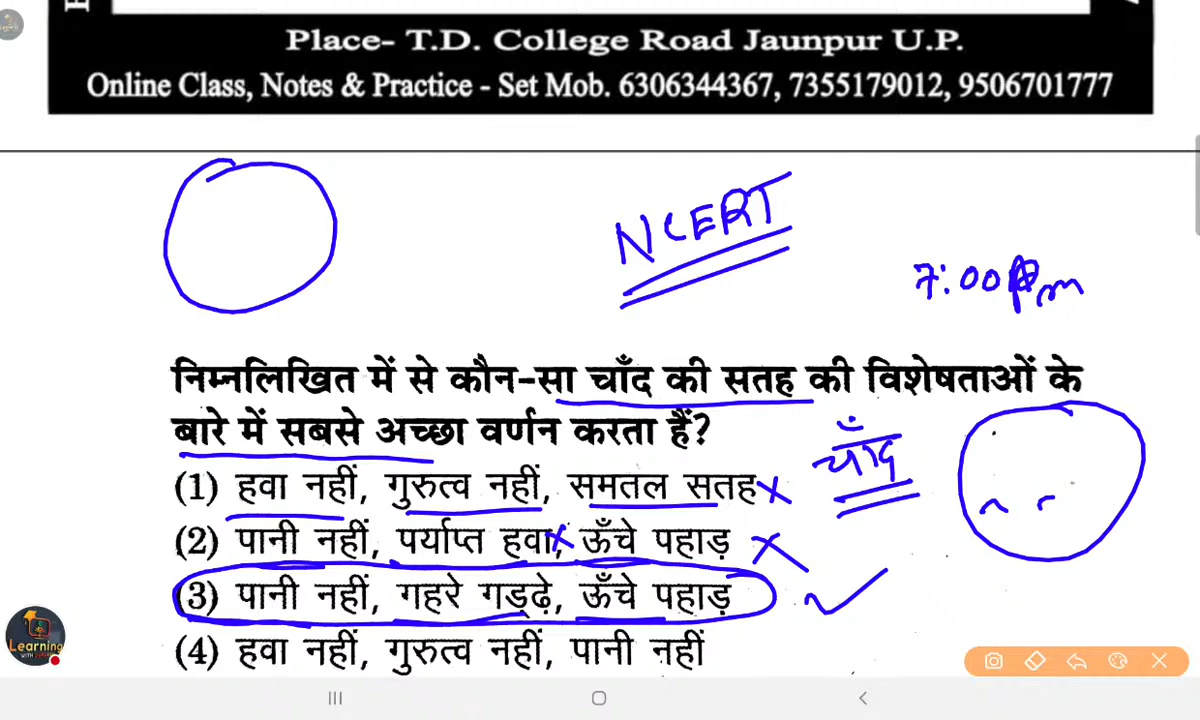 Place- T.D. College Road Jaunpur U.P.
Online Class, Notes & Practice - Set Mob. 6306344367, 7355179012, 9506701777
NCERT
7:00 Pm
निम्नलिखित में से कौन-सा चाँद की सतह की विशेषताओं के
बारे में सबसे अच्छा वर्णन करता हैं?
चाँद
(1) हवा नहीं, गुरुत्व नहीं, समतल सतह
(2) पानी नहीं, पर्याप्त हवा, ऊँचे पहाड़
(3) पानी नहीं, गहरे गड्ढ़े, ऊँचे पहाड़
(4) हवा नहीं, गुरुत्व नहीं, पानी नहीं
Learning